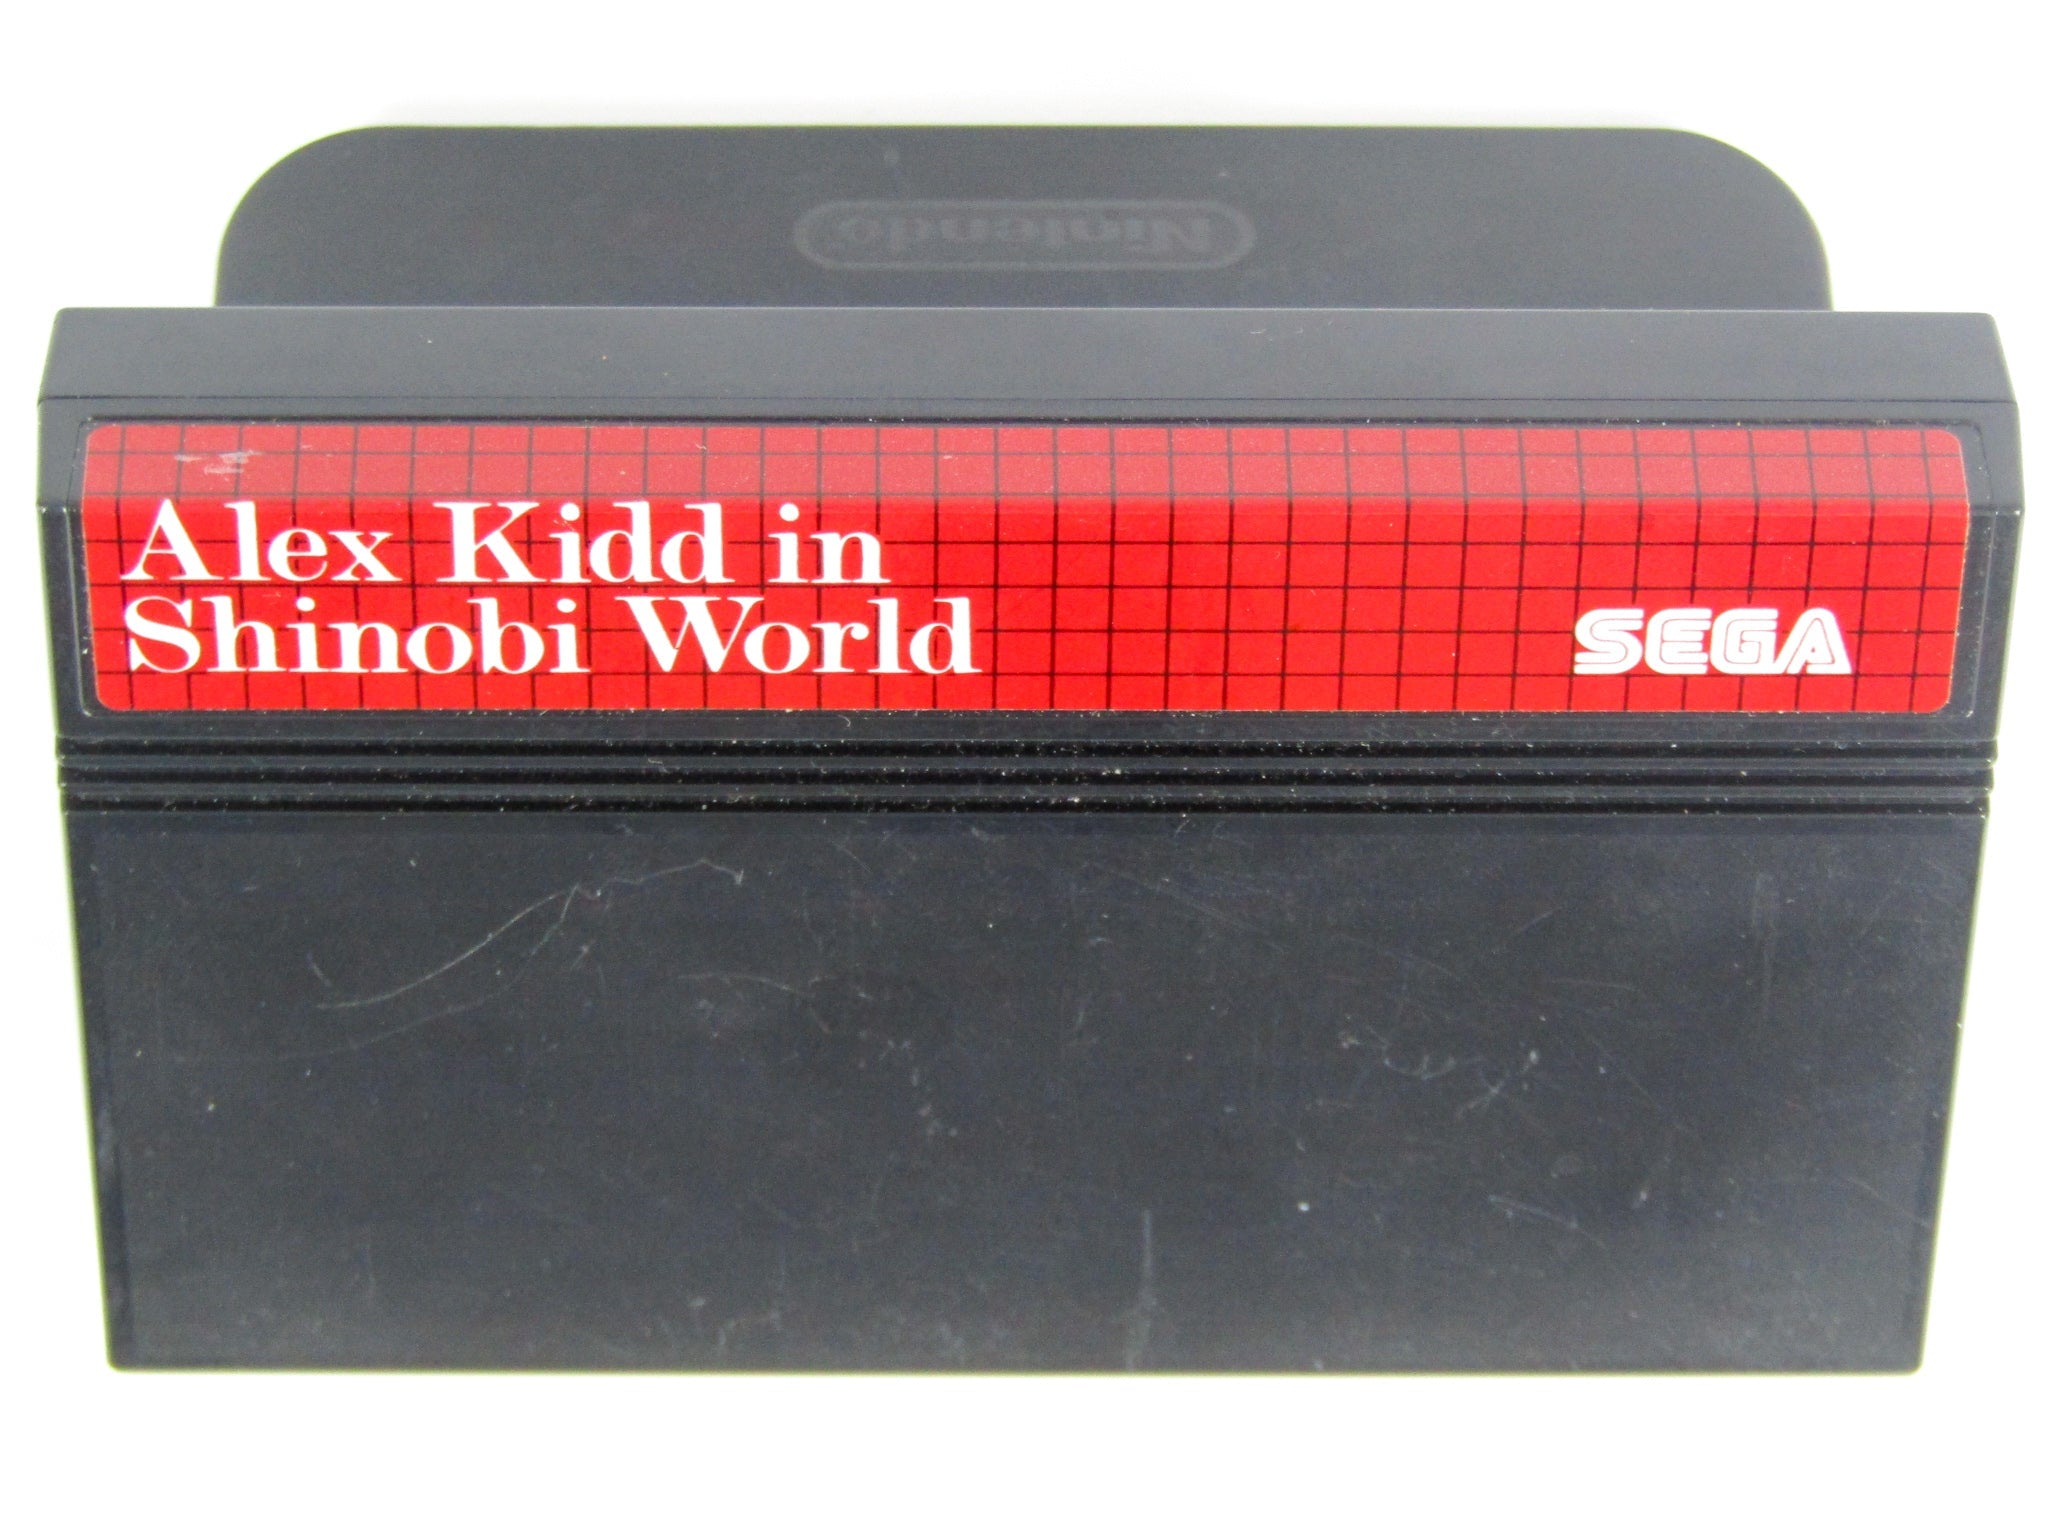 Nintendo
Alex Kidd in
Shinobi World
SEGA